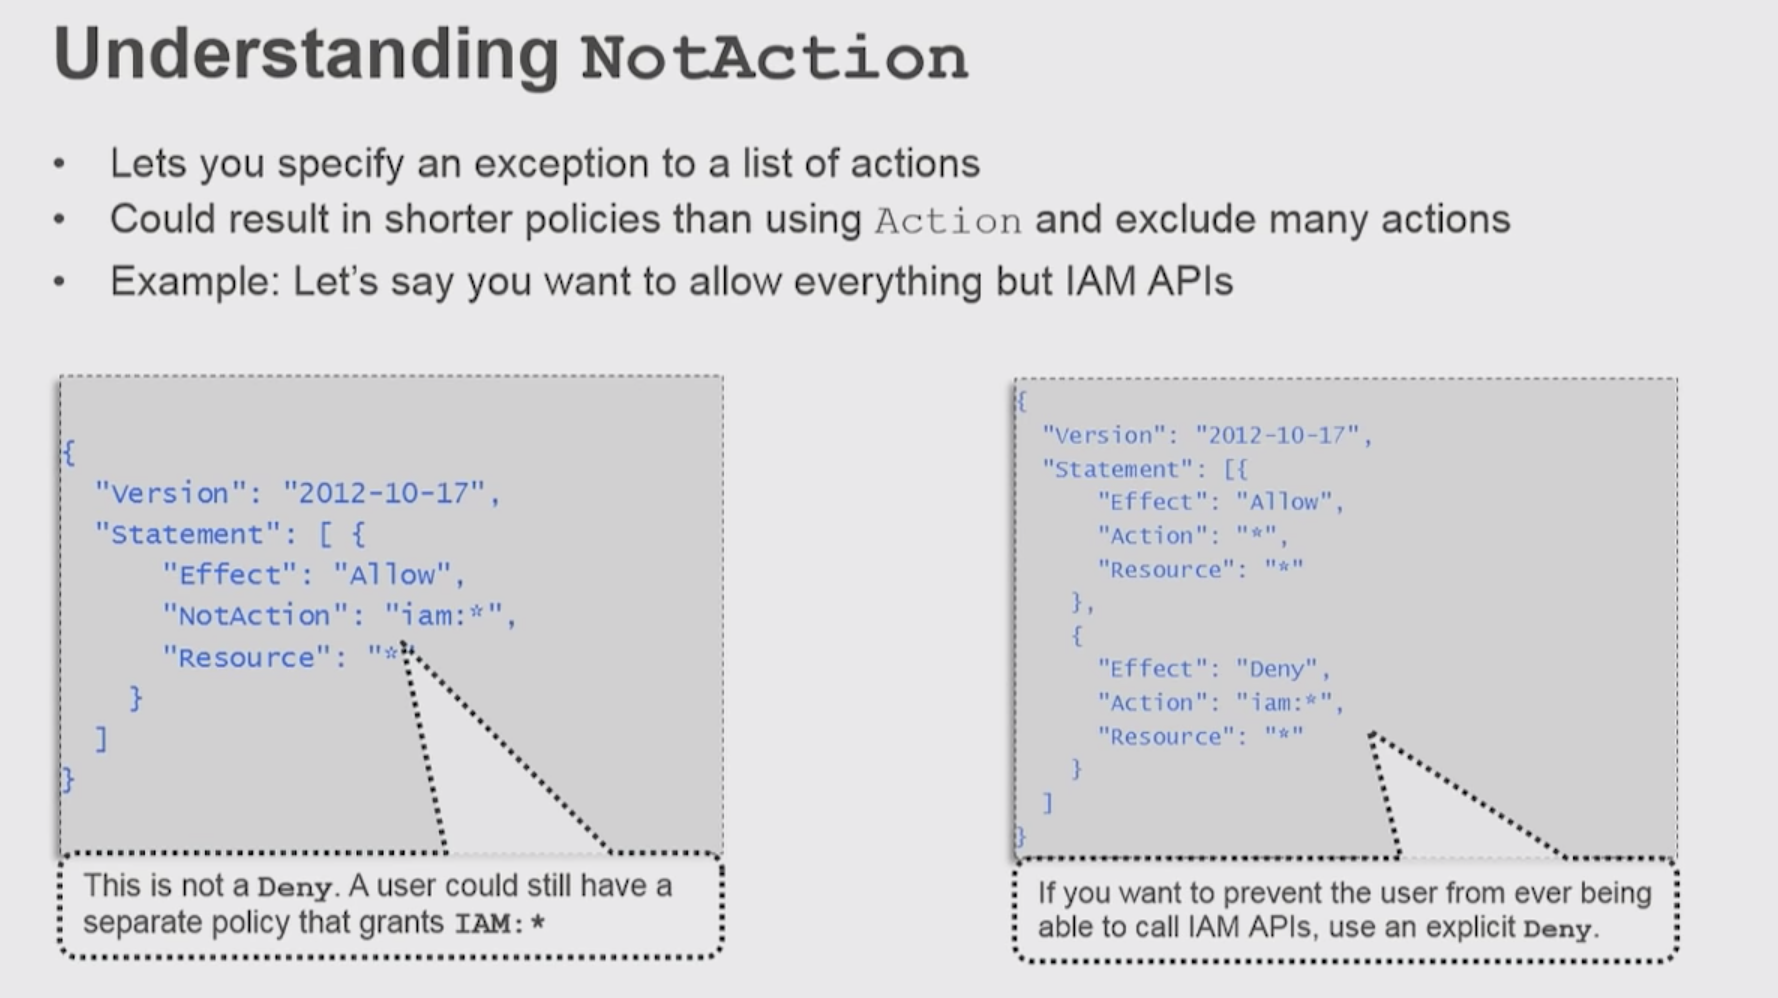 Understanding NotAction
• Lets you specify an exception to a list of actions
• Could result in shorter policies than using Action and exclude many actions
• Example: Let's say you want to allow everything but IAM APIs
{
"Version": "2012-10-17",
"Statement": [ {
"Effect": "Allow",
"NotAction": "iam:*",
"Resource": "*"
}
]
}
This is not a Deny. A user could still have a
separate policy that grants IAM:*
{
"Version": "2012-10-17",
"Statement": [{
"Effect": "Allow",
"Action": "*",
"Resource": "*"
},
{
"Effect": "Deny",
"Action": "iam:*",
"Resource": "*"
}
]
}
If you want to prevent the user from ever being
able to call IAM APIs, use an explicit Deny.